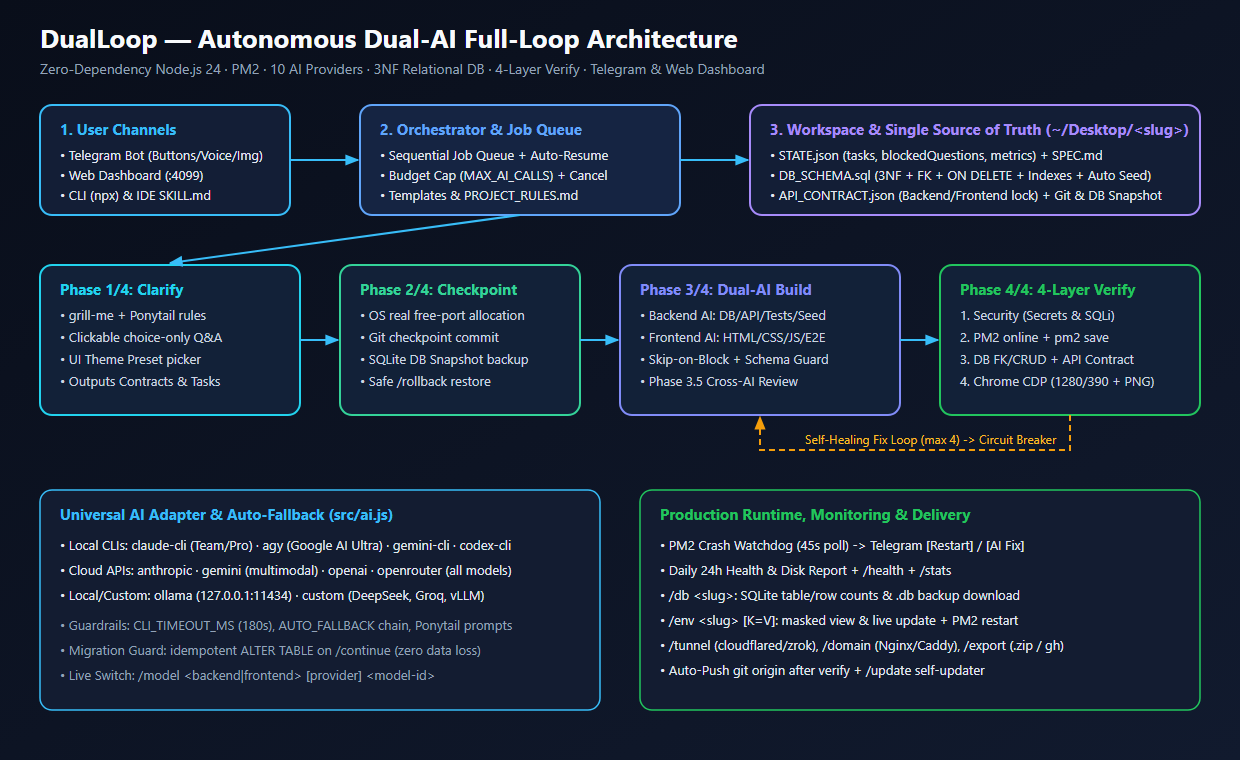 DualLoop — Autonomous Dual-AI Full-Loop Architecture
Zero-Dependency Node.js 24 · PM2 · 10 AI Providers · 3NF Relational DB · 4-Layer Verify · Telegram & Web Dashboard
1. User Channels
• Telegram Bot (Buttons/Voice/Img)
• Web Dashboard (:4099)
• CLI (npx) & IDE SKILL.md
2. Orchestrator & Job Queue
• Sequential Job Queue + Auto-Resume
• Budget Cap (MAX_AI_CALLS) + Cancel
• Templates & PROJECT_RULES.md
3. Workspace & Single Source of Truth (~/Desktop/<slug>)
• STATE.json (tasks, blockedQuestions, metrics) + SPEC.md
• DB_SCHEMA.sql (3NF + FK + ON DELETE + Indexes + Auto Seed)
• API_CONTRACT.json (Backend/Frontend lock) + Git & DB Snapshot
Phase 1/4: Clarify
• grill-me + Ponytail rules
• Clickable choice-only Q&A
• UI Theme Preset picker
• Outputs Contracts & Tasks
Phase 2/4: Checkpoint
• OS real free-port allocation
• Git checkpoint commit
• SQLite DB Snapshot backup
• Safe /rollback restore
Phase 3/4: Dual-AI Build
• Backend AI: DB/API/Tests/Seed
• Frontend AI: HTML/CSS/JS/E2E
• Skip-on-Block + Schema Guard
• Phase 3.5 Cross-AI Review
Phase 4/4: 4-Layer Verify
1. Security (Secrets & SQLi)
2. PM2 online + pm2 save
3. DB FK/CRUD + API Contract
4. Chrome CDP (1280/390 + PNG)
Self-Healing Fix Loop (max 4) -> Circuit Breaker
Universal AI Adapter & Auto-Fallback (src/ai.js)
• Local CLIs: claude-cli (Team/Pro) · agy (Google AI Ultra) · gemini-cli · codex-cli
• Cloud APIs: anthropic · gemini (multimodal) · openai · openrouter (all models)
• Local/Custom: ollama (127.0.0.1:11434) · custom (DeepSeek, Groq, vLLM)
• Guardrails: CLI_TIMEOUT_MS (180s), AUTO_FALLBACK chain, Ponytail prompts
• Migration Guard: idempotent ALTER TABLE on /continue (zero data loss)
• Live Switch: /model <backend|frontend> [provider] <model-id>
Production Runtime, Monitoring & Delivery
• PM2 Crash Watchdog (45s poll) -> Telegram [Restart] / [AI Fix]
• Daily 24h Health & Disk Report + /health + /stats
• /db <slug>: SQLite table/row counts & .db backup download
• /env <slug> [K=V]: masked view & live update + PM2 restart
• /tunnel (cloudflared/zrok), /domain (Nginx/Caddy), /export (.zip / gh)
• Auto-Push git origin after verify + /update self-updater